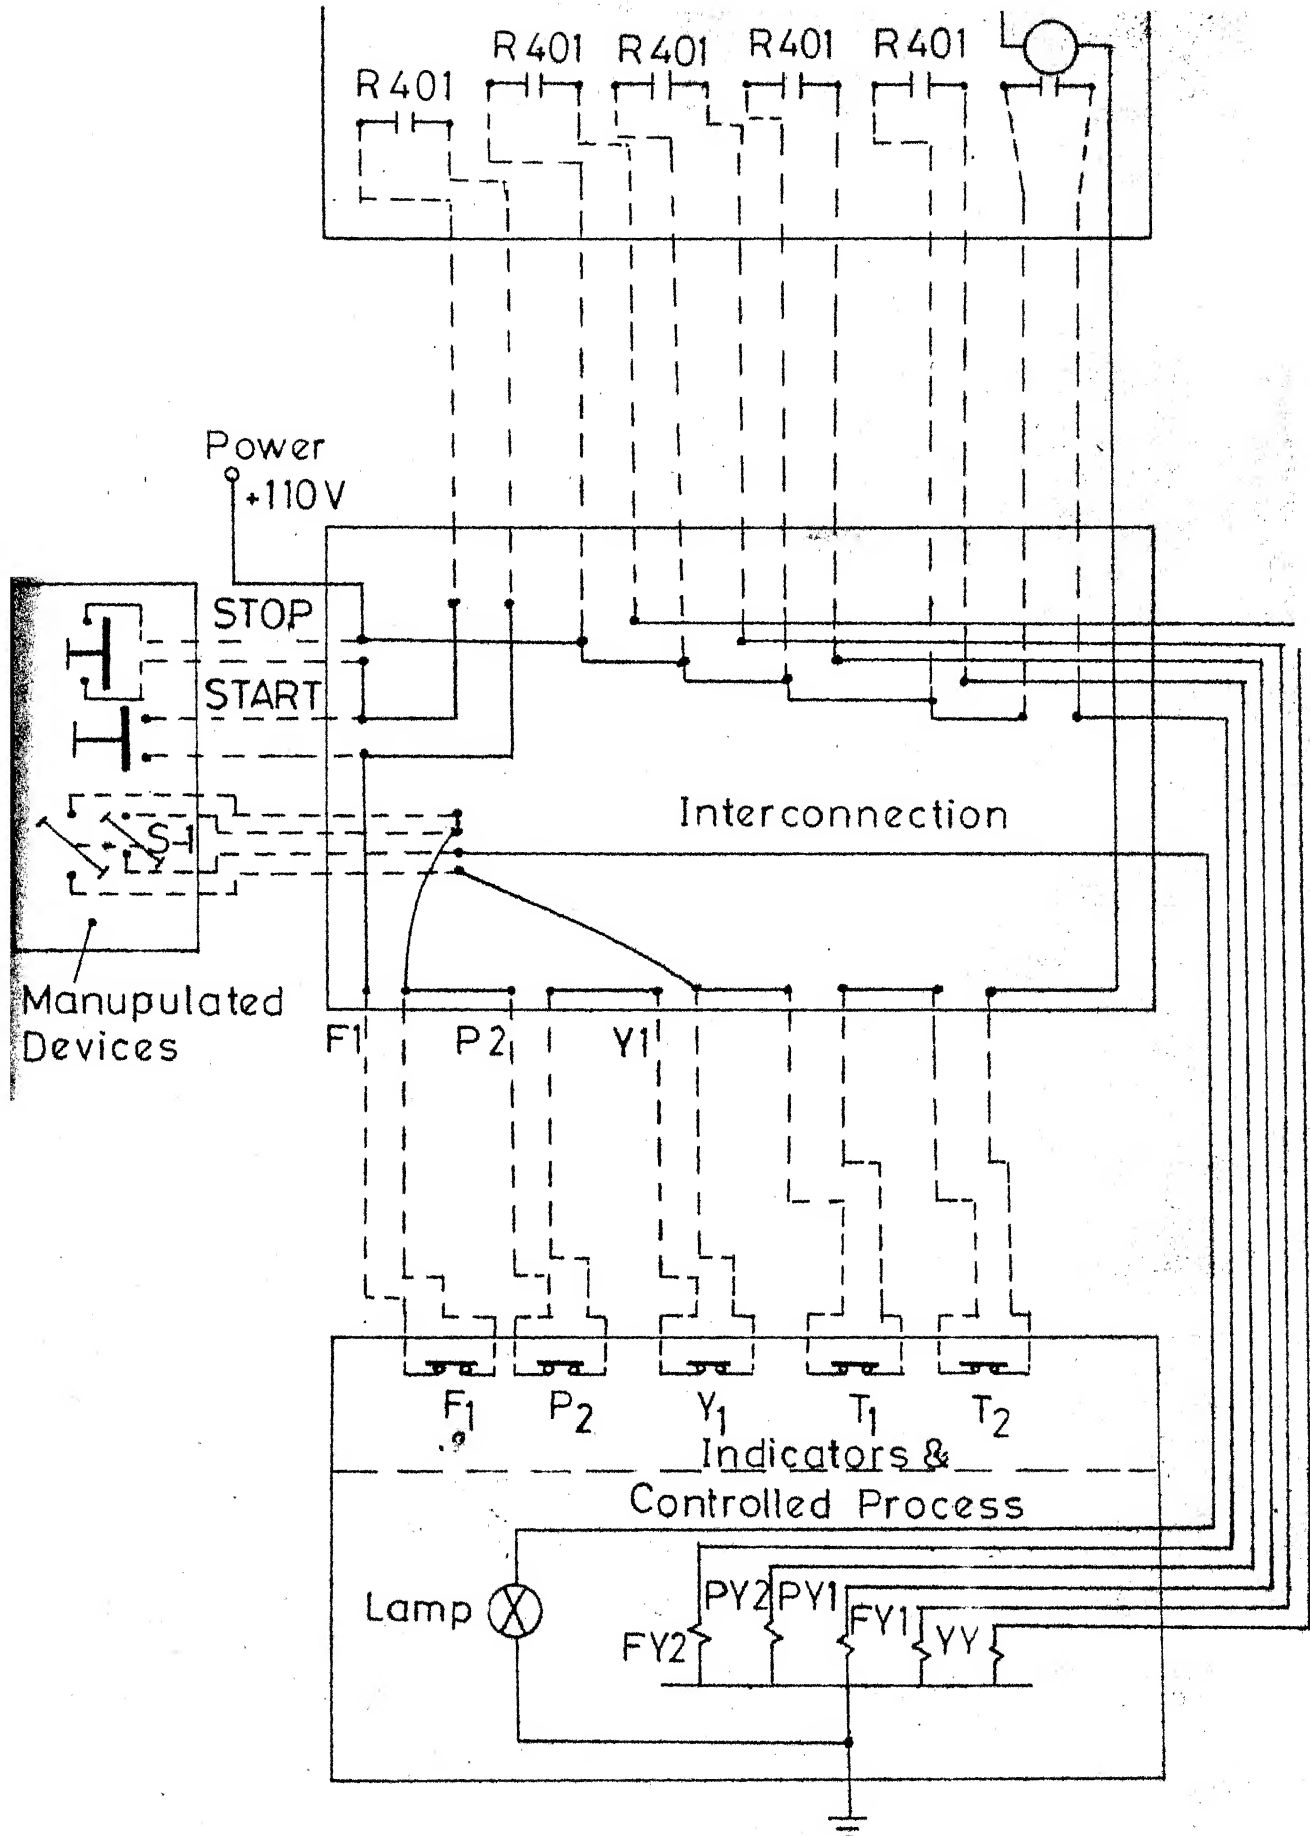 R401 R401 R401 R401
R401
Power
+110V
STOP
START
S-1
Interconnection
Manupulated
Devices
F1 P2 Y1
F1 P2 Y1 T1 T2
Indicators &
Controlled Process
Lamp
FY2 PY2 PY1 FY1 YY